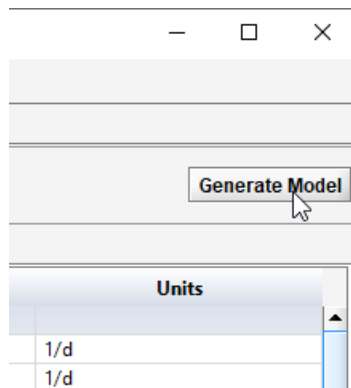 Generate Model
Units
1/d
1/d